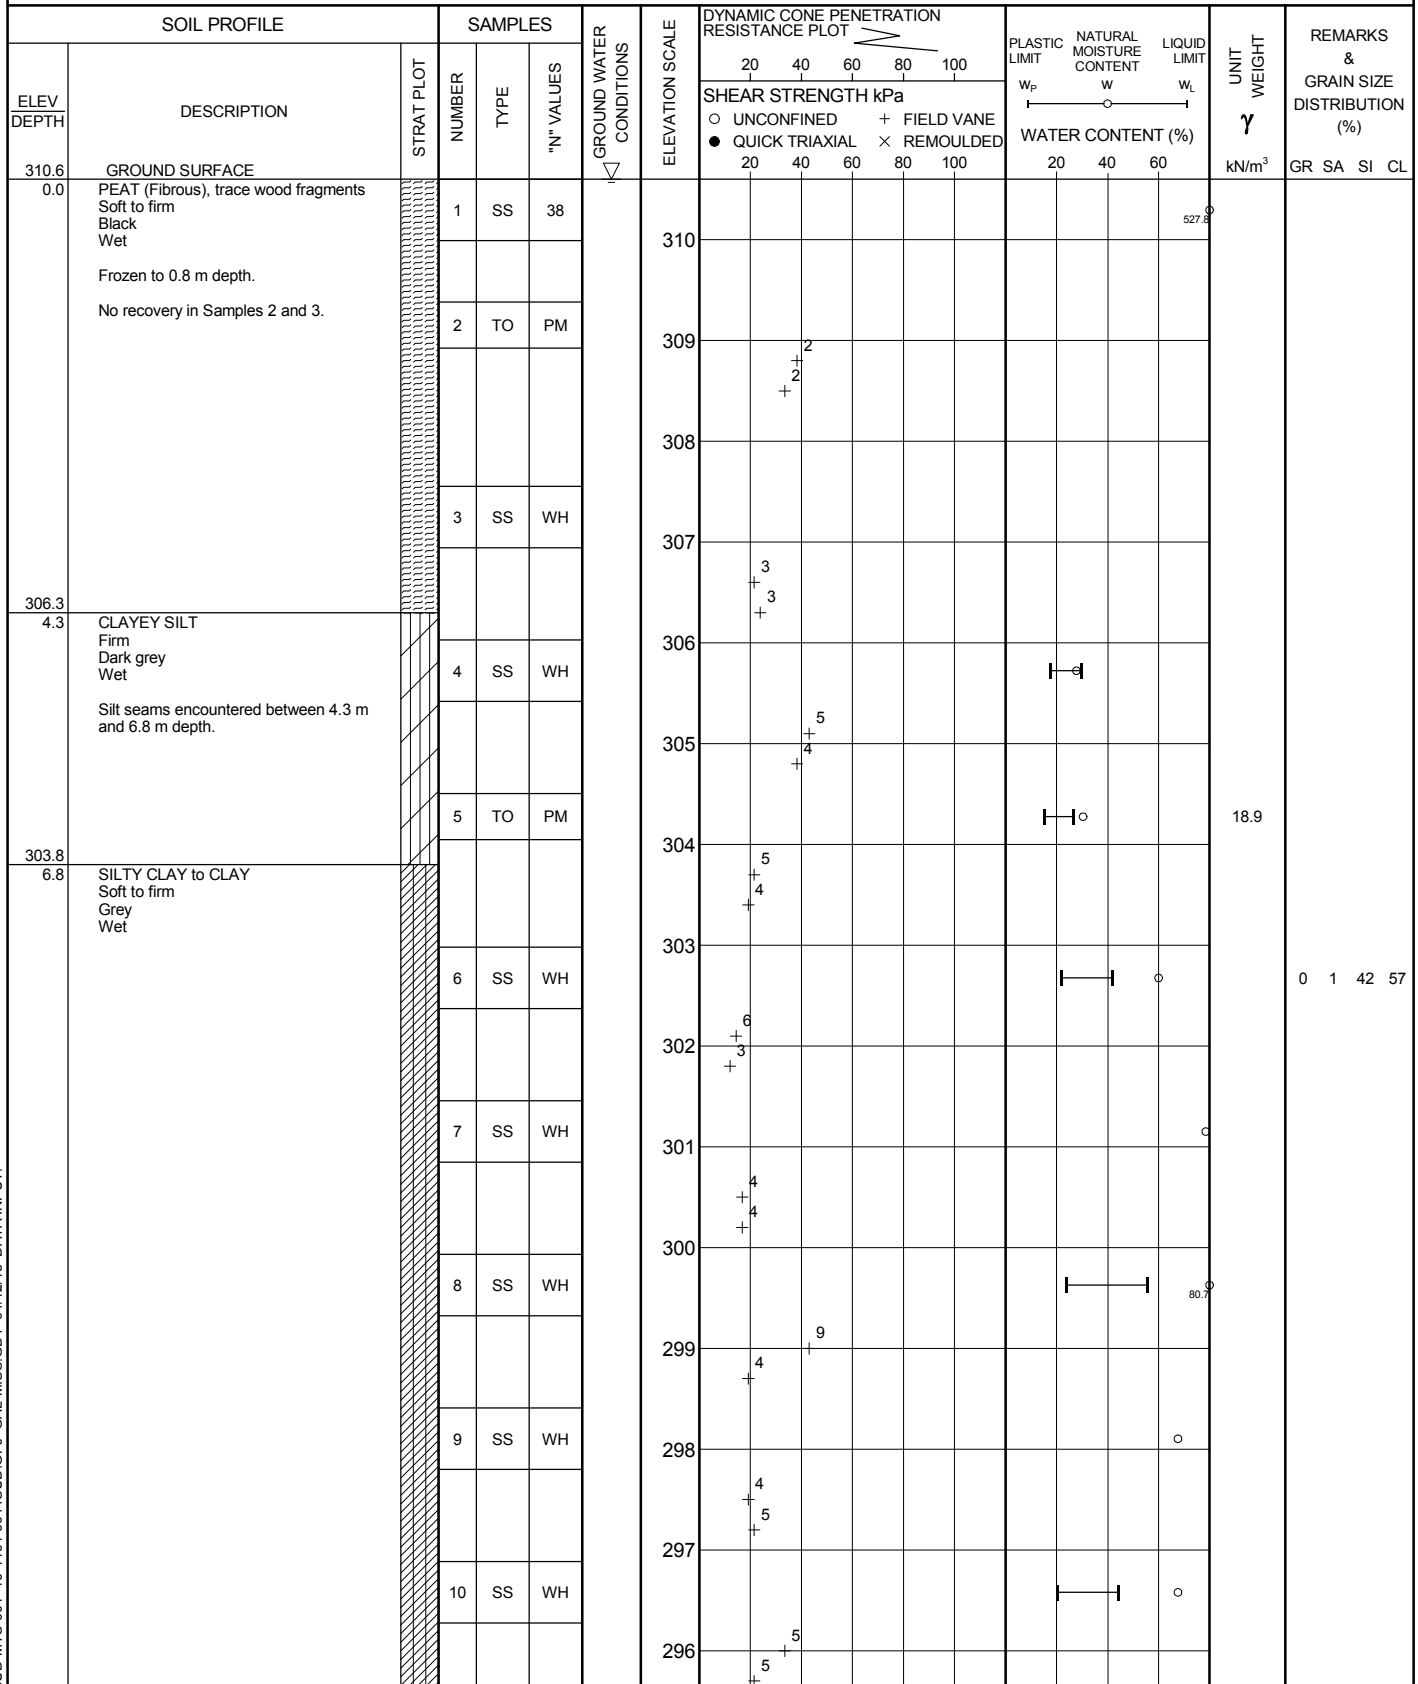 SOIL PROFILE
SAMPLES
GROUND WATER
CONDITIONS
ELEVATION SCALE
DYNAMIC CONE PENETRATION
RESISTANCE PLOT
20 40 60 80 100
SHEAR STRENGTH kPa
○ UNCONFINED + FIELD VANE
● QUICK TRIAXIAL × REMOULDED
20 40 60 80 100
PLASTIC
LIMIT
NATURAL
MOISTURE
CONTENT
LIQUID
LIMIT
WP W WL
WATER CONTENT (%)
20 40 60
UNIT
WEIGHT
γ
kN/m³
REMARKS
&
GRAIN SIZE
DISTRIBUTION
(%)
GR SA SI CL
ELEV
DEPTH
DESCRIPTION
STRAT PLOT
NUMBER
TYPE
"N" VALUES
310.6 GROUND SURFACE
0.0 PEAT (Fibrous), trace wood fragments
Soft to firm
Black
Wet
1 SS 38
527.8
310
Frozen to 0.8 m depth.
No recovery in Samples 2 and 3.
2 TO PM
309
2
2
308
3 SS WH
307
3
3
306.3
4.3 CLAYEY SILT
Firm
Dark grey
Wet
306
4 SS WH
Silt seams encountered between 4.3 m
and 6.8 m depth.
5
305
4
5 TO PM
18.9
304
303.8
6.8 SILTY CLAY to CLAY
Soft to firm
Grey
Wet
5
4
303
6 SS WH
0 1 42 57
6
302
3
7 SS WH
301
4
4
300
8 SS WH
80.7
9
299
4
9 SS WH
298
4
5
297
10 SS WH
5
296
5